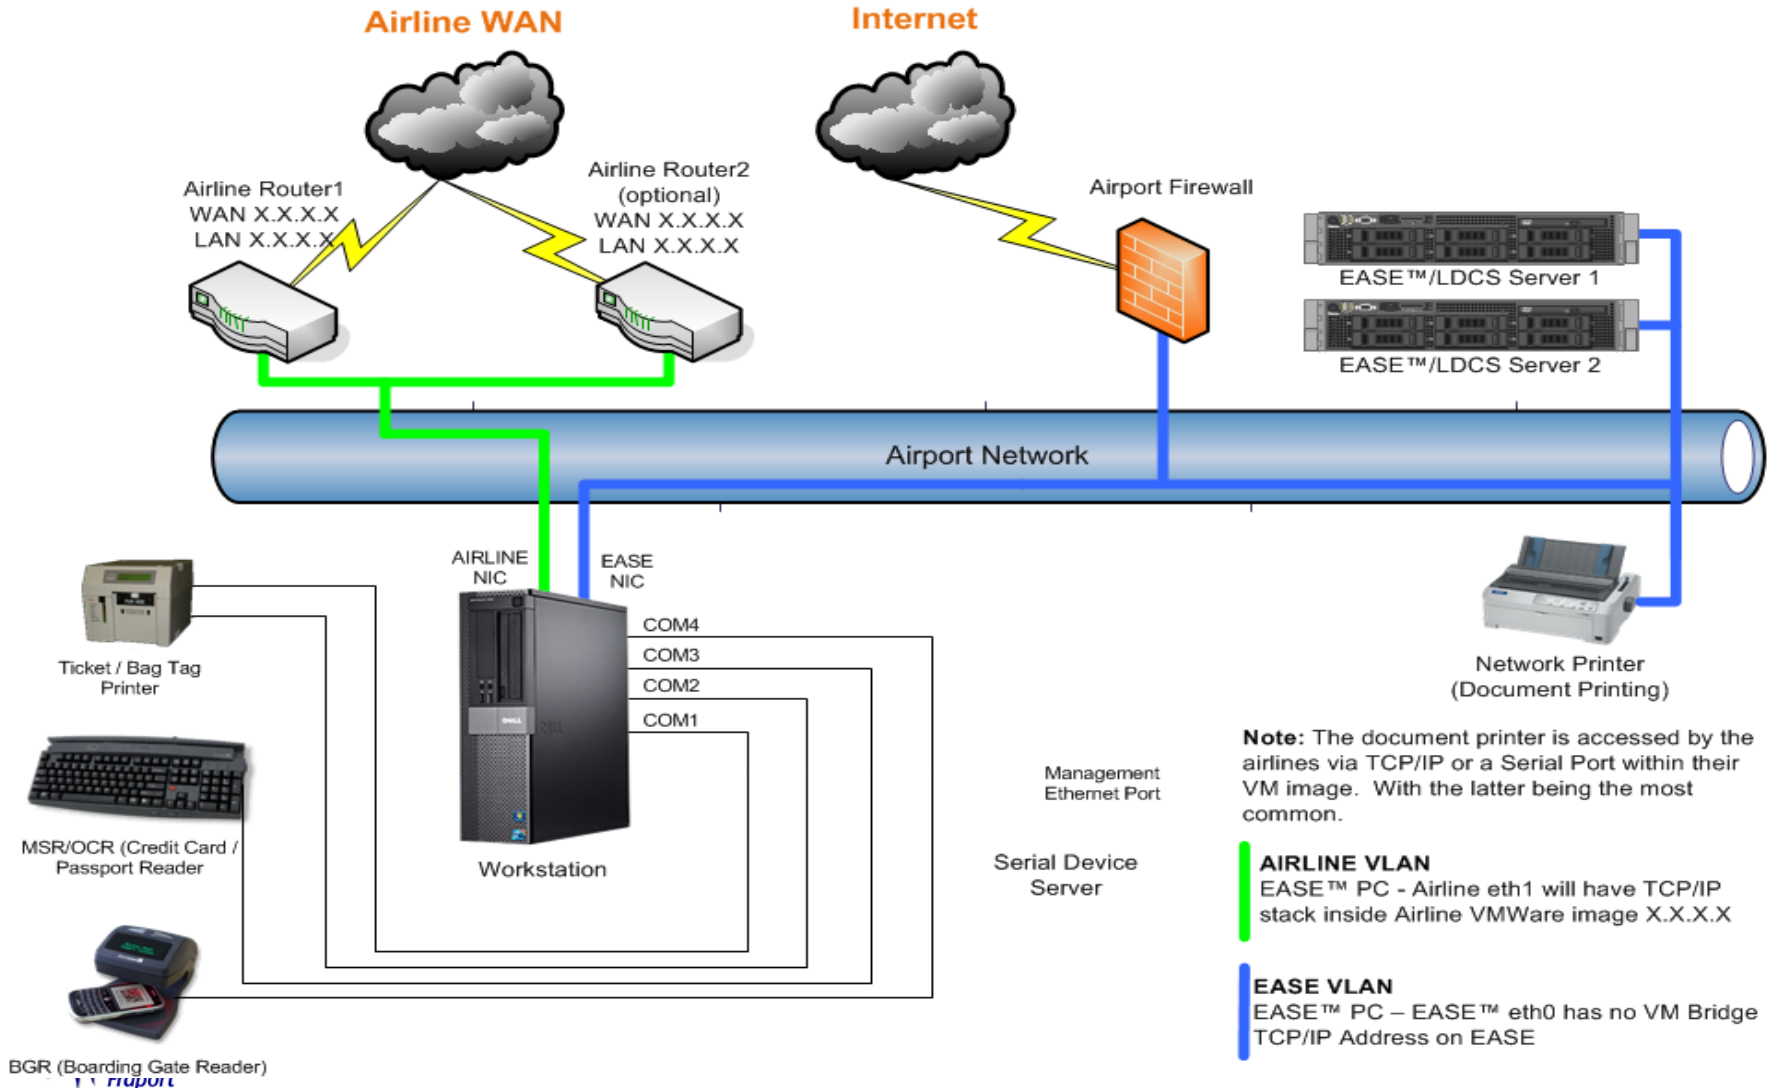 Airline WAN
Internet
Airline Router1
WAN X.X.X.X
LAN X.X.X.X
Airline Router2
(optional)
WAN X.X.X.X
LAN X.X.X.X
Airport Firewall
EASE™/LDCS Server 1
EASE™/LDCS Server 2
Airport Network
AIRLINE
NIC
EASE
NIC
COM4
COM3
COM2
COM1
DELL
Workstation
Ticket / Bag Tag
Printer
MSR/OCR (Credit Card /
Passport Reader
BGR (Boarding Gate Reader)
Fraport
Management
Ethernet Port
Serial Device
Server
Network Printer
(Document Printing)
Note: The document printer is accessed by the
airlines via TCP/IP or a Serial Port within their
VM image.  With the latter being the most
common.
AIRLINE VLAN
EASE™ PC - Airline eth1 will have TCP/IP
stack inside Airline VMWare image X.X.X.X
EASE VLAN
EASE™ PC – EASE™ eth0 has no VM Bridge
TCP/IP Address on EASE